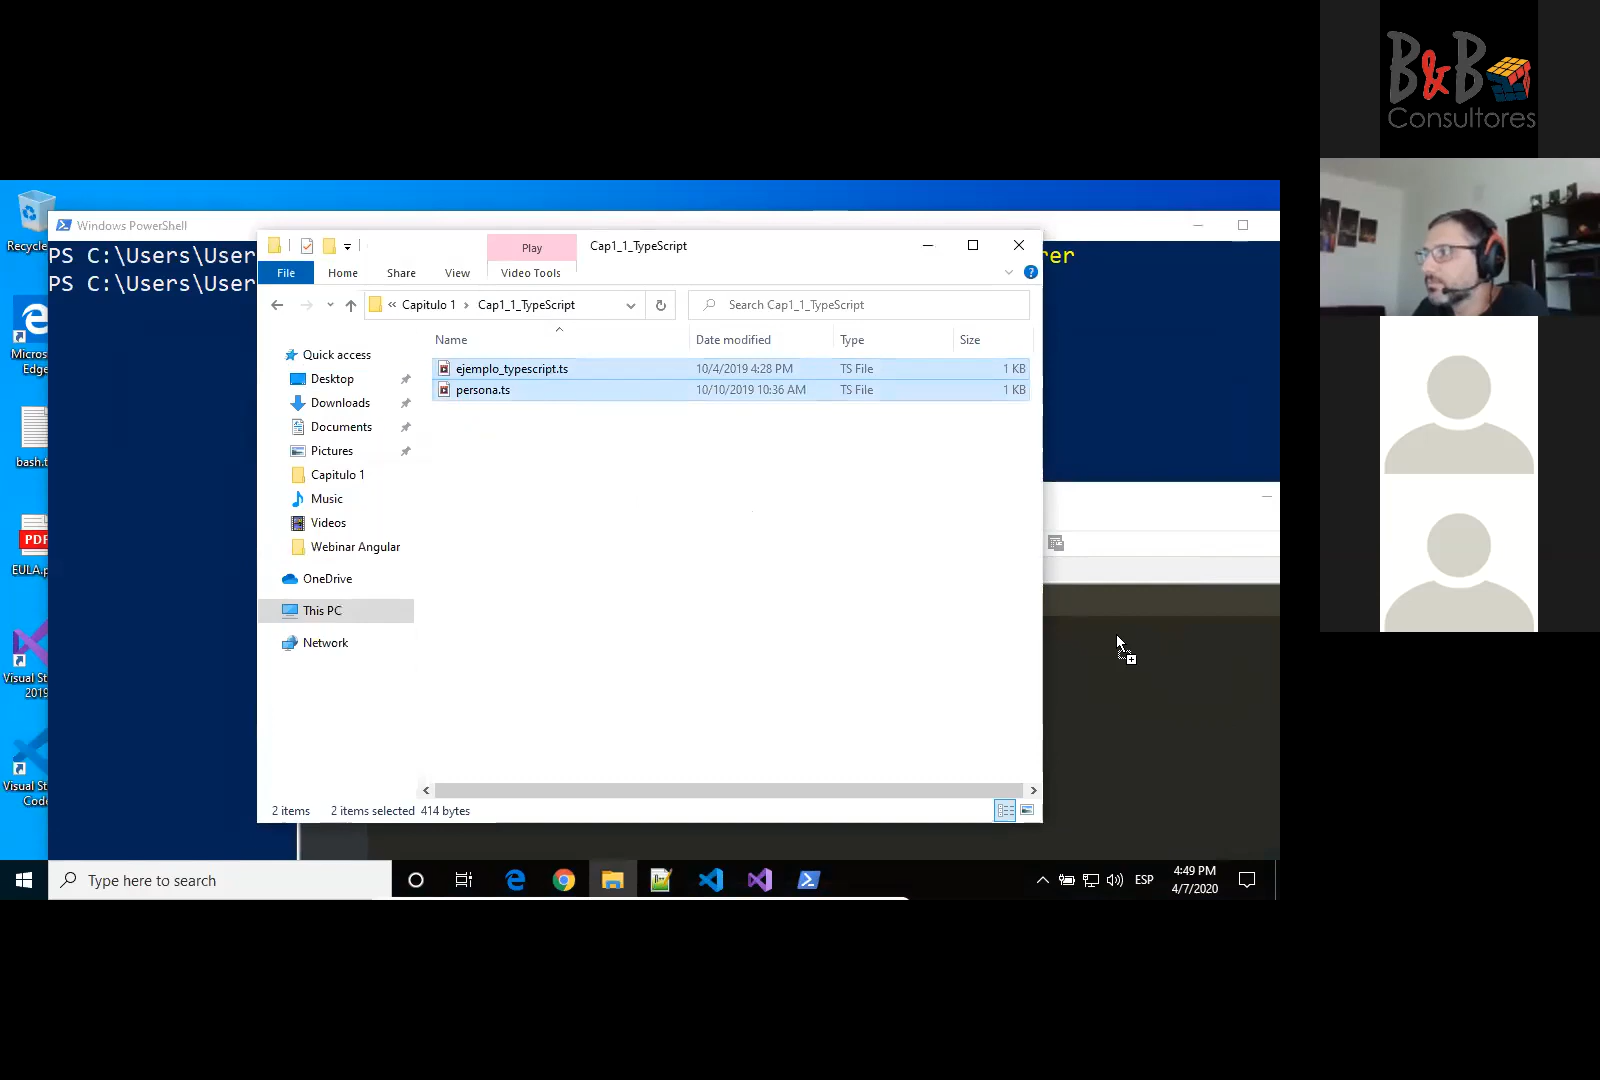 B&B
Consultores
Recycle
Windows PowerShell
PS C:\Users\User
rer
PS C:\Users\User
Play
Cap1_1_TypeScript
File
Home
Share
View
Video Tools
« Capitulo 1 > Cap1_1_TypeScript
Search Cap1_1_TypeScript
Name
Date modified
Type
Size
ejemplo_typescript.ts
10/4/2019 4:28 PM
TS File
1 KB
persona.ts
10/10/2019 10:36 AM
TS File
1 KB
Quick access
Desktop
Downloads
Documents
Pictures
Capitulo 1
Music
Videos
Webinar Angular
OneDrive
This PC
Network
Micros
Edge
bash.t
PDF
EULA.p
Visual St
2019
Visual St
Code
2 items
2 items selected 414 bytes
Type here to search
ESP
4:49 PM
4/7/2020